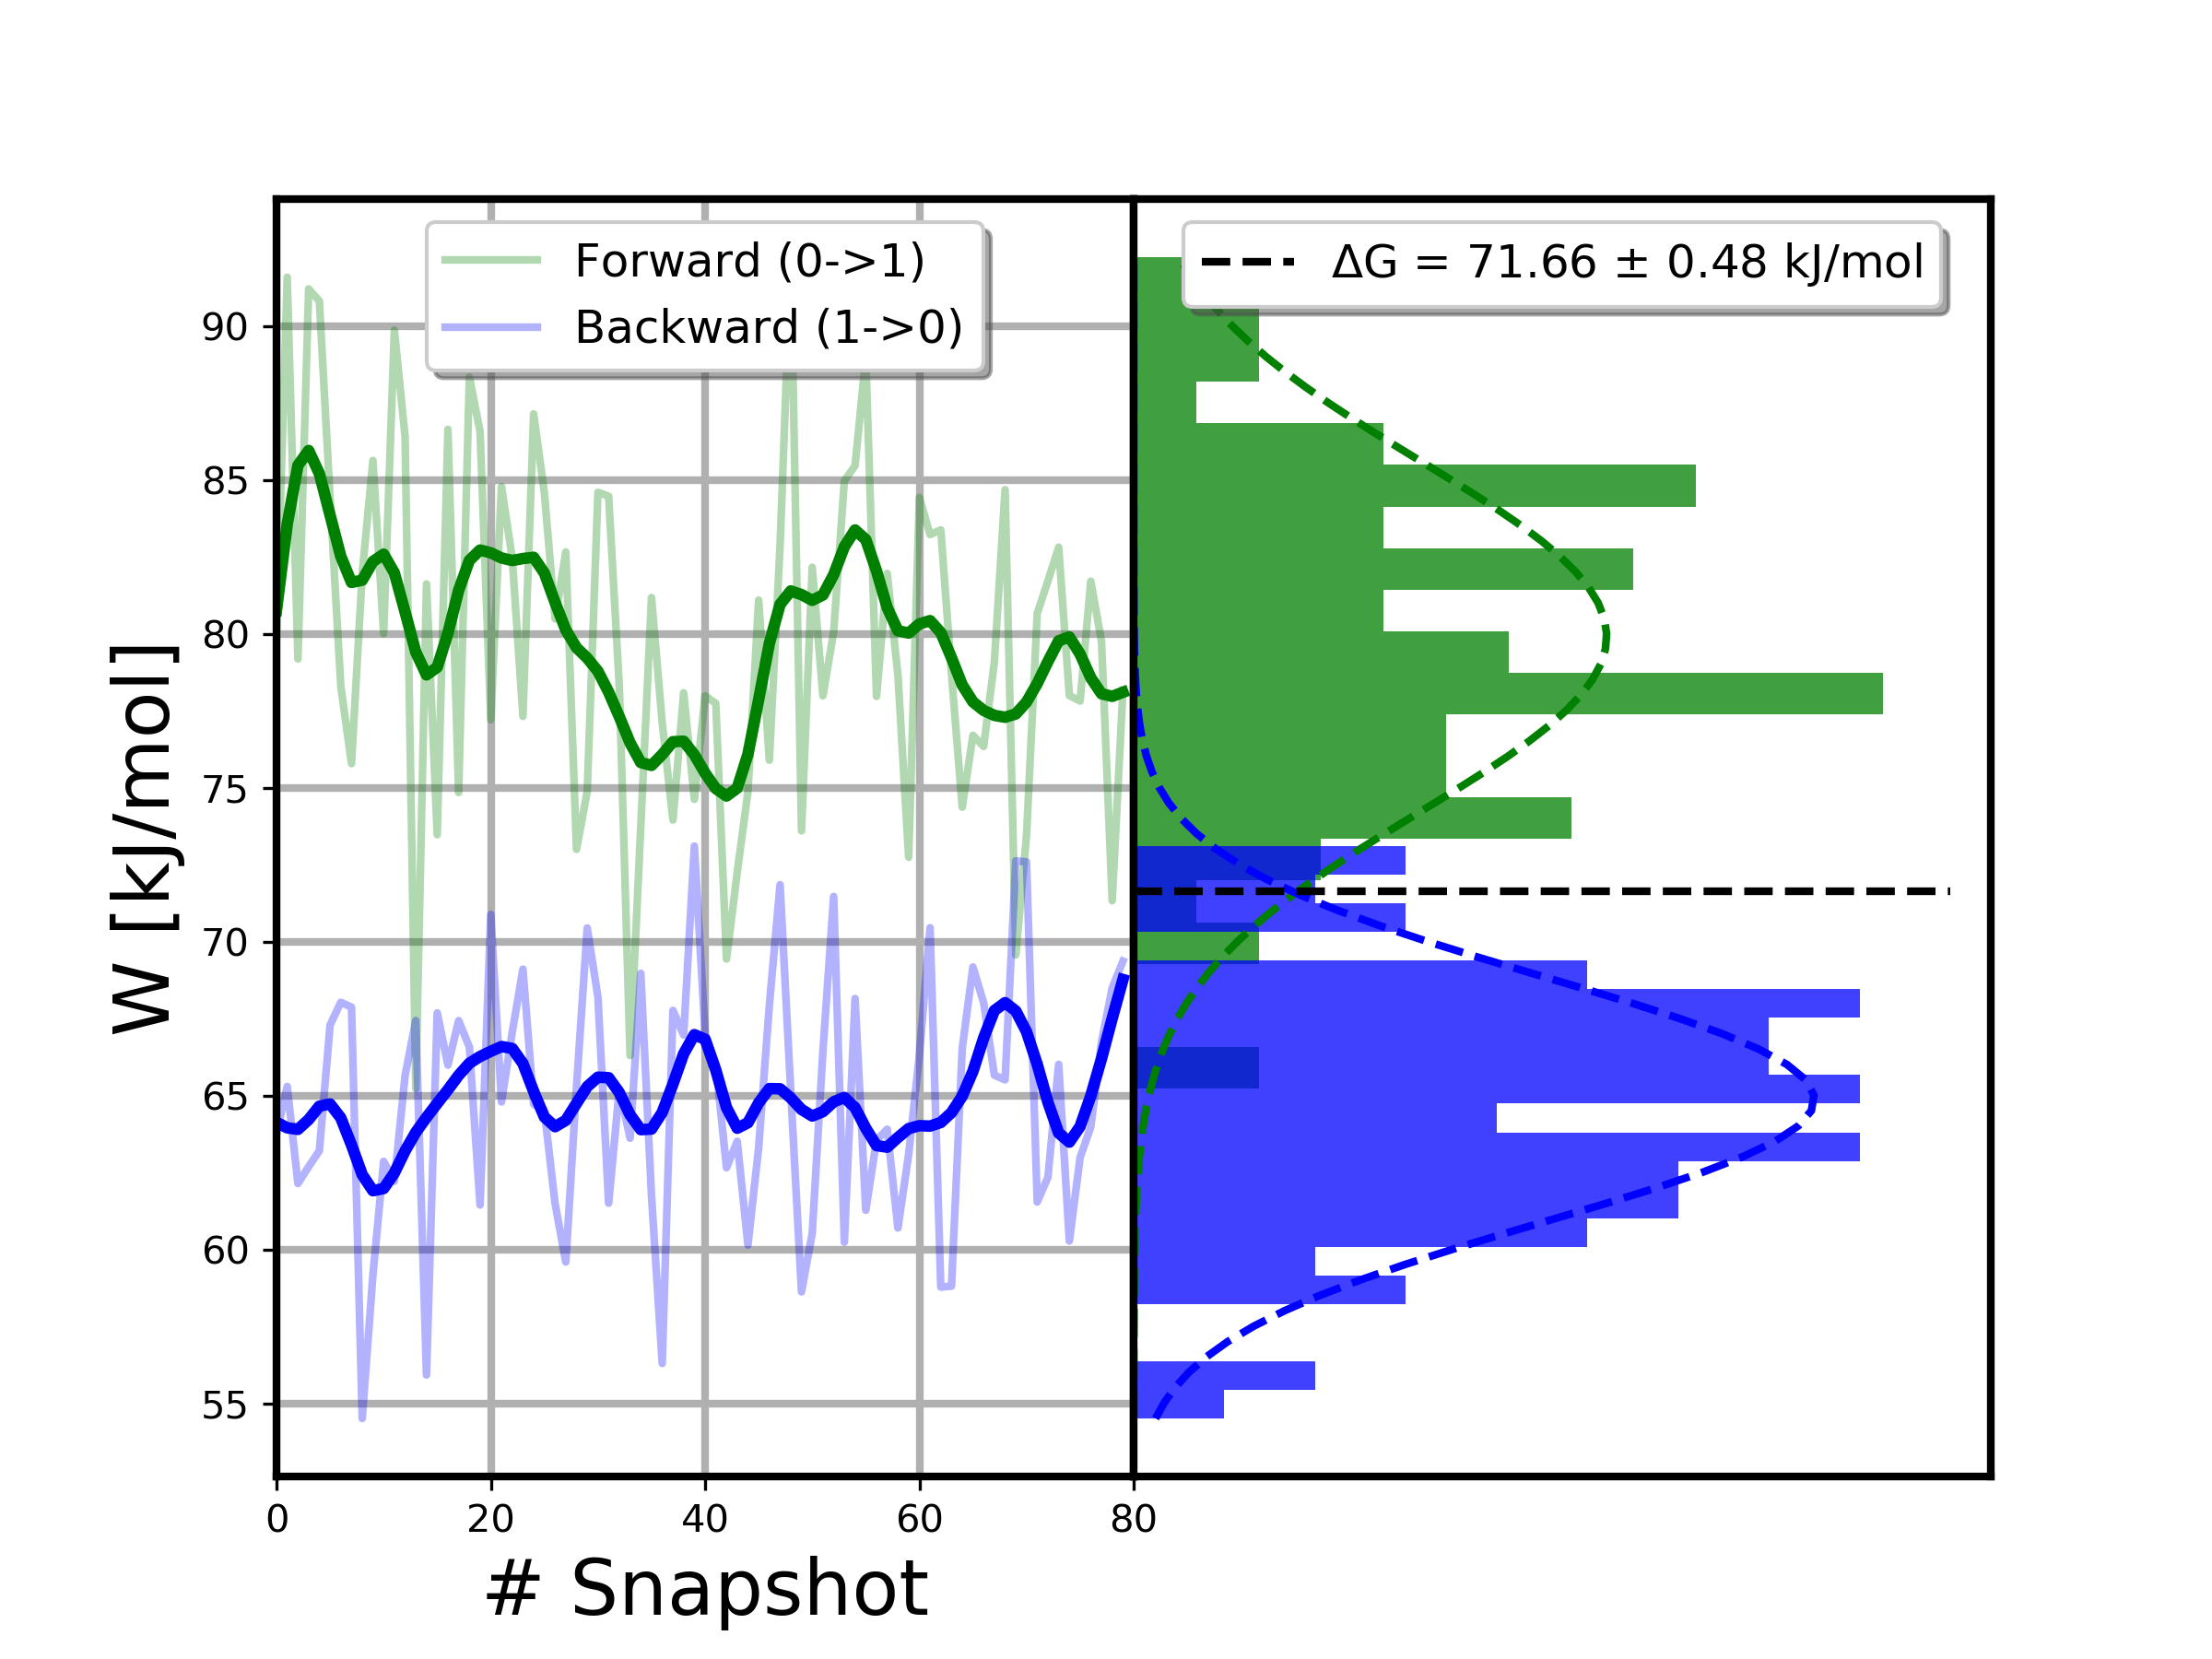 Forward (0->1)
Backward (1->0)
ΔG = 71.66 ± 0.48 kJ/mol
W [kJ/mol]
90
85
80
75
70
65
60
55
0 20 40 60 80
# Snapshot